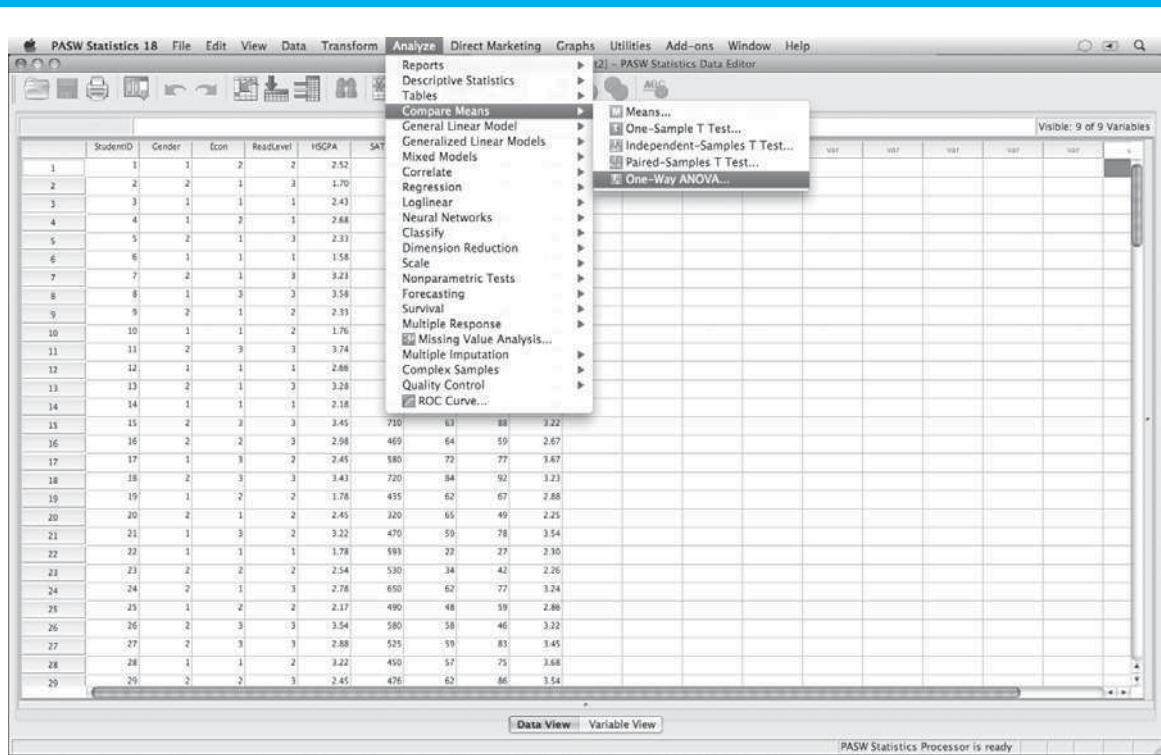 PASW Statistics 18 File Edit View Data Transform Analyze Direct Marketing Graphs Utilities Add-ons Window Help
t2] – PASW Statistics Data Editor
Reports
Descriptive Statistics
Tables
Compare Means
General Linear Model
Generalized Linear Models
Mixed Models
Correlate
Regression
Loglinear
Neural Networks
Classify
Dimension Reduction
Scale
Nonparametric Tests
Forecasting
Survival
Multiple Response
Missing Value Analysis...
Multiple Imputation
Complex Samples
Quality Control
ROC Curve...
Means...
One-Sample T Test...
Independent-Samples T Test...
Paired-Samples T Test...
One-Way ANOVA...
Visible: 9 of 9 Variables
StudentID Gender Econ ReadLevel HSGPA SAT var var var var var
1 1 1 2 2 2.52
2 2 2 1 3 1.70
3 3 1 1 1 2.43
4 4 1 2 1 2.68
5 5 2 1 3 2.33
6 6 1 1 1 1.58
7 7 2 1 3 3.23
8 8 1 3 3 3.58
9 9 2 1 2 2.33
10 10 1 1 2 1.76
11 11 2 3 3 3.74
12 12 1 1 1 2.66
13 13 2 1 3 3.28
14 14 1 1 1 2.18
15 15 2 3 3 3.45 710 63 88 3.22
16 16 2 2 3 2.98 469 64 59 2.67
17 17 1 3 2 2.45 580 72 77 3.67
18 18 2 3 3 3.43 720 84 92 3.23
19 19 1 2 2 1.78 435 62 67 2.88
20 20 2 1 2 2.45 320 65 49 2.25
21 21 1 3 2 3.22 470 59 78 3.54
22 22 1 1 1 1.78 593 22 27 2.30
23 23 2 2 2 2.54 530 34 42 2.26
24 24 2 1 3 2.78 650 62 77 3.24
25 25 1 2 2 2.17 490 48 59 2.86
26 26 2 3 3 3.54 580 58 46 3.22
27 27 2 3 3 2.88 525 59 83 3.45
28 28 1 1 2 3.22 450 57 75 3.68
29 29 2 2 3 2.45 476 62 86 3.54
Data View Variable View
PASW Statistics Processor is ready